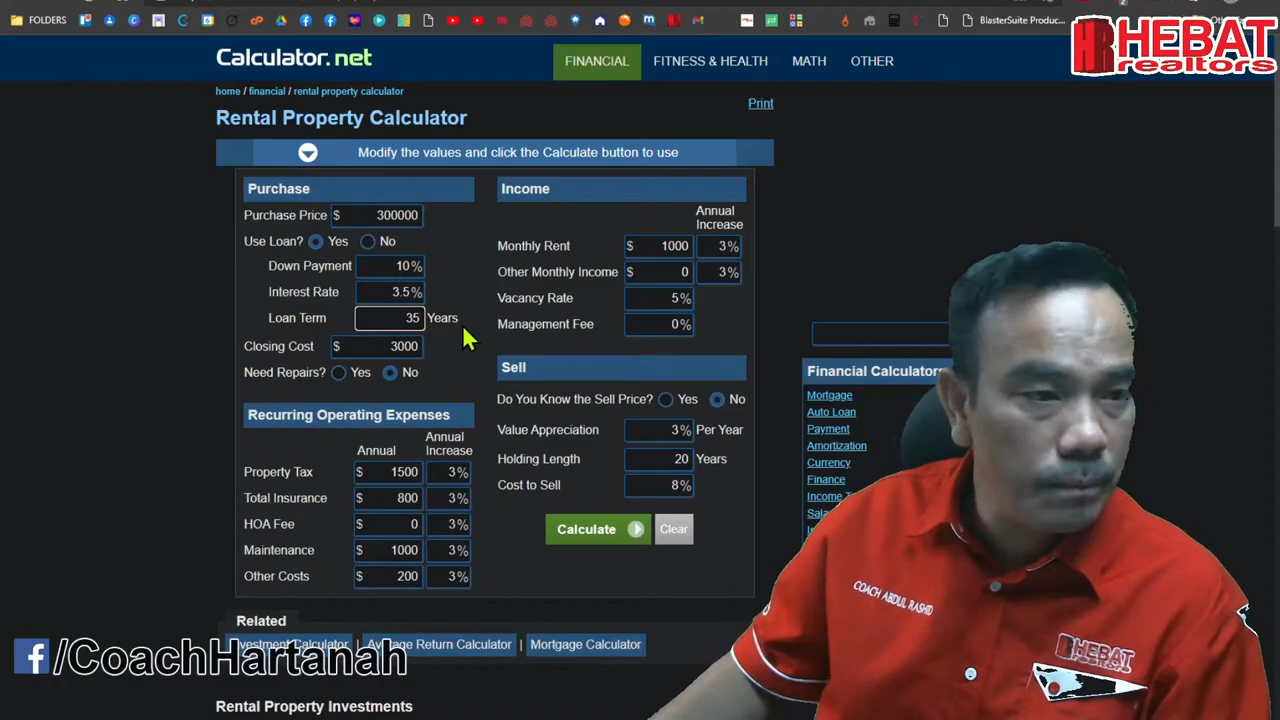 FOLDERS
BlasterSuite Produc...
HEBAT
realtors
Calculator.net
FINANCIAL
FITNESS & HEALTH
MATH
OTHER
home / financial / rental property calculator
Print
Rental Property Calculator
Modify the values and click the Calculate button to use
Purchase
Purchase Price $ 300000
Use Loan? Yes No
Down Payment 10%
Interest Rate 3.5%
Loan Term 35 Years
Closing Cost $ 3000
Need Repairs? Yes No
Recurring Operating Expenses
Annual
Annual Increase
Property Tax $ 1500 3%
Total Insurance $ 800 3%
HOA Fee $ 0 3%
Maintenance $ 1000 3%
Other Costs $ 200 3%
Income
Annual
Increase
Monthly Rent $ 1000 3%
Other Monthly Income $ 0 3%
Vacancy Rate 5%
Management Fee 0%
Sell
Do You Know the Sell Price? Yes No
Value Appreciation 3% Per Year
Holding Length 20 Years
Cost to Sell 8%
Calculate
Clear
Financial Calculators
Mortgage
Auto Loan
Payment
Amortization
Currency
Finance
Related
Investment Calculator | Average Return Calculator | Mortgage Calculator
/CoachHartanah
Rental Property Investments
COACH ABDUL RASHID
HEBAT
realtors